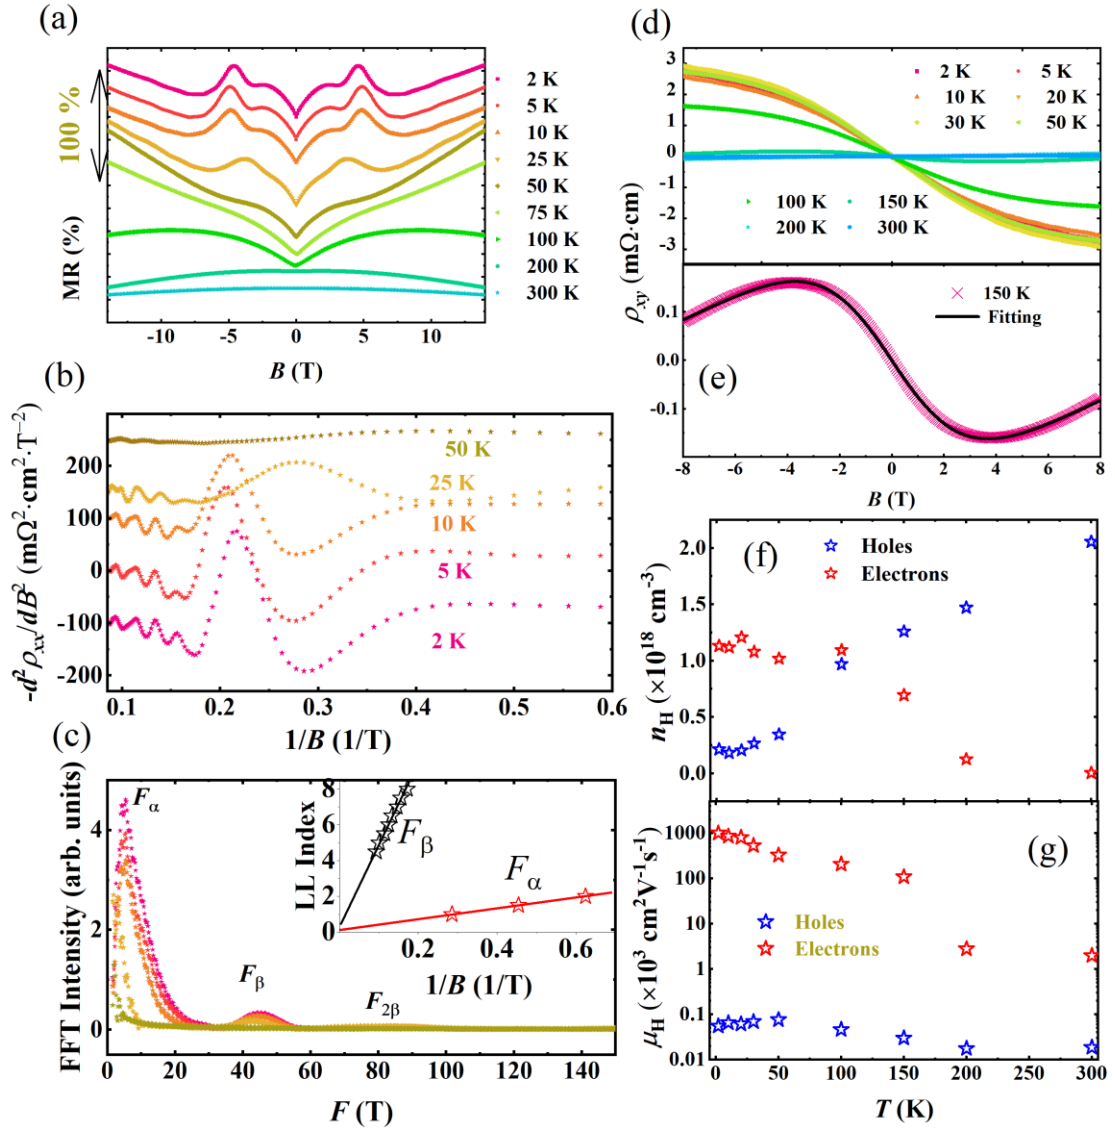 (a)
100 %
MR (%)
2 K
5 K
10 K
25 K
50 K
75 K
100 K
200 K
300 K
-10 -5 0 5 10
B (T)
(b)
-d²ρxx/dB² (mΩ²·cm²·T⁻²)
200
100
0
-100
-200
50 K
25 K
10 K
5 K
2 K
0.1 0.2 0.3 0.4 0.5 0.6
1/B (1/T)
(c)
FFT Intensity (arb. units)
4
2
0
Fα
Fβ
F2β
0 20 40 60 80 100 120 140
F (T)
LL Index
8
6
4
2
0
Fβ
Fα
0.2 0.4 0.6
1/B (1/T)
(d)
3
2
1
0
-1
-2
-3
2 K 5 K
10 K 20 K
30 K 50 K
100 K 150 K
200 K 300 K
ρxy (mΩ·cm)
(e)
0.1
0.0
-0.1
150 K
Fitting
-8 -4 0 4 8
B (T)
(f)
Holes
Electrons
nH (×10¹⁸ cm⁻³)
2.0
1.5
1.0
0.5
0.0
(g)
Holes
Electrons
μH (×10³ cm²V⁻¹s⁻¹)
1000
100
10
1
0.1
0.01
0 50 100 150 200 250 300
T (K)